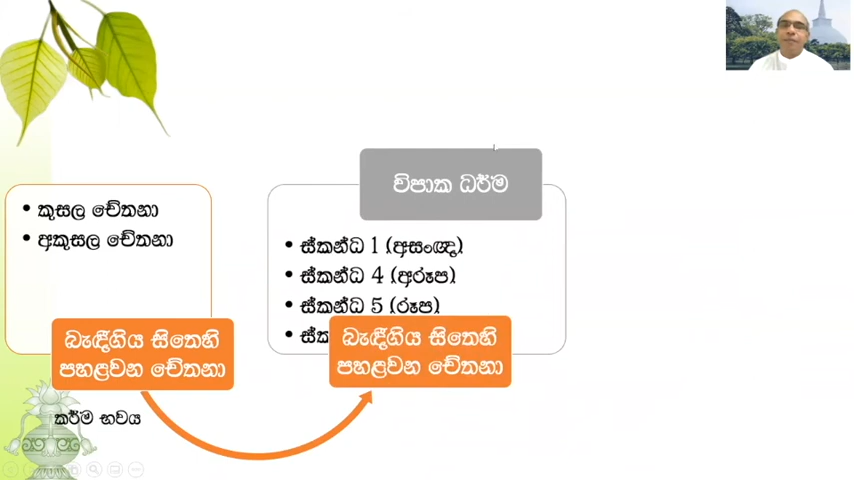 කුසල චේතනා
අකුසල චේතනා
බැඳීගිය සිතෙහි
පහළවන චේතනා
කර්ම භවය
විපාක ධර්ම
ස්කන්ධ 1 (අසංඥ)
ස්කන්ධ 4 (අරූප)
ස්කන්ධ 5 (රූප)
බැඳීගිය සිතෙහි
පහළවන චේතනා